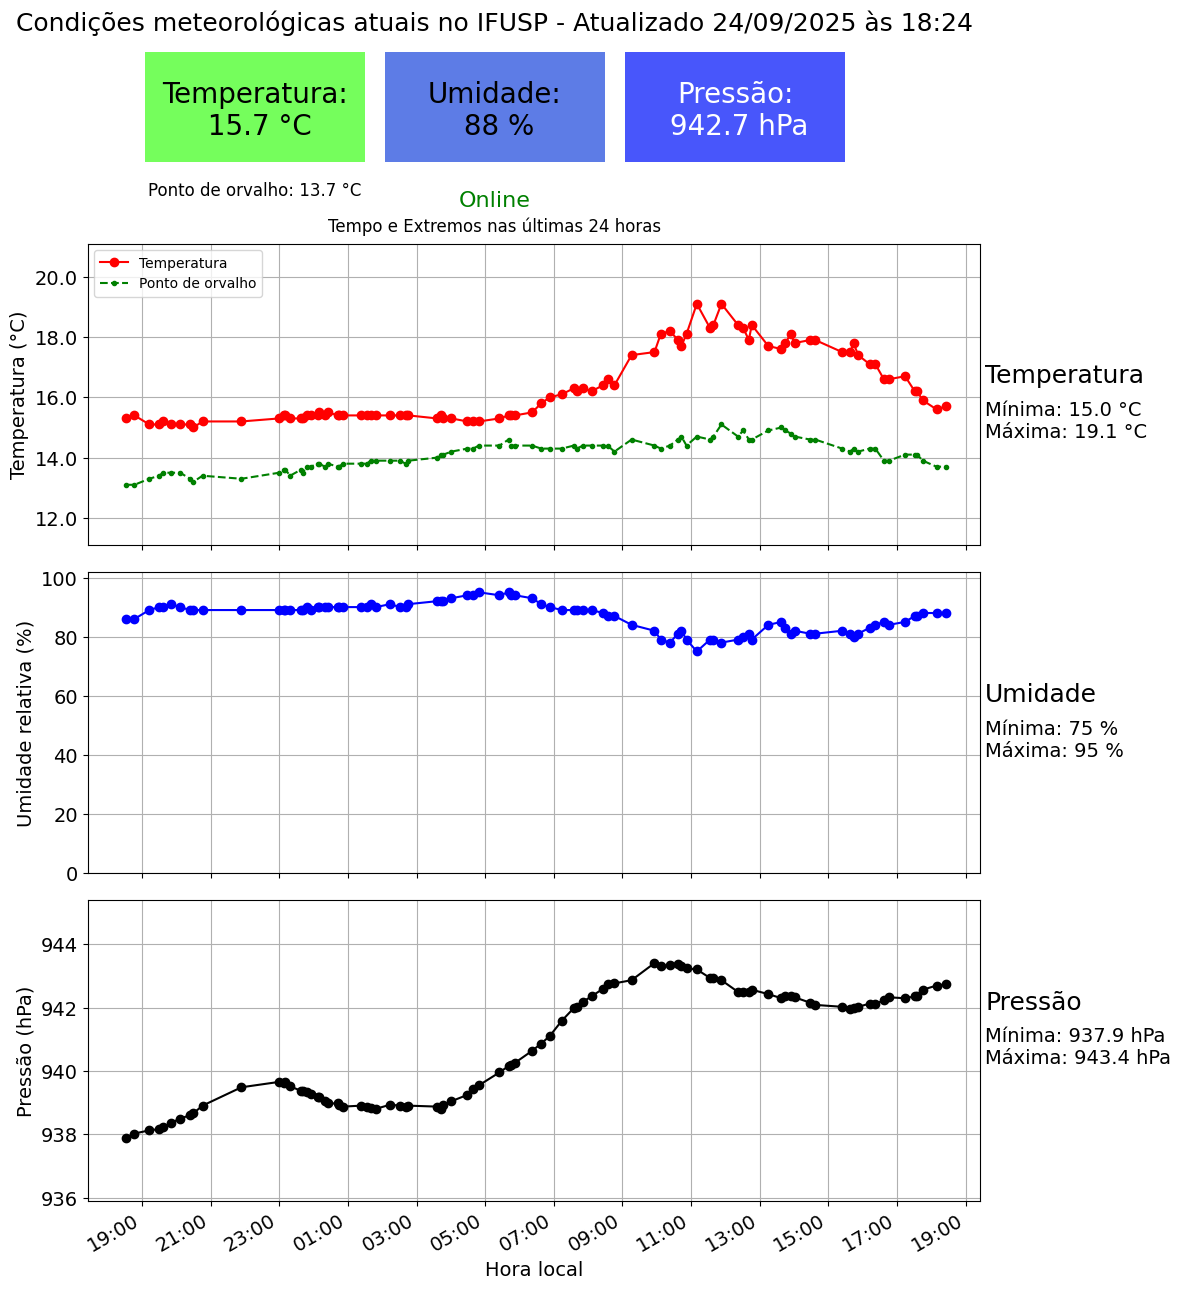 Condições meteorológicas atuais no IFUSP - Atualizado 24/09/2025 às 18:24
Temperatura:
15.7 °C
Umidade:
88 %
Pressão:
942.7 hPa
Ponto de orvalho: 13.7 °C
Online
Tempo e Extremos nas últimas 24 horas
Temperatura
Ponto de orvalho
Temperatura (°C)
20.0
18.0
16.0
14.0
12.0
Temperatura
Mínima: 15.0 °C
Máxima: 19.1 °C
Umidade relativa (%)
100
80
60
40
20
0
Umidade
Mínima: 75 %
Máxima: 95 %
Pressão (hPa)
944
942
940
938
936
Pressão
Mínima: 937.9 hPa
Máxima: 943.4 hPa
19:00
21:00
23:00
01:00
03:00
05:00
07:00
09:00
11:00
13:00
15:00
17:00
19:00
Hora local